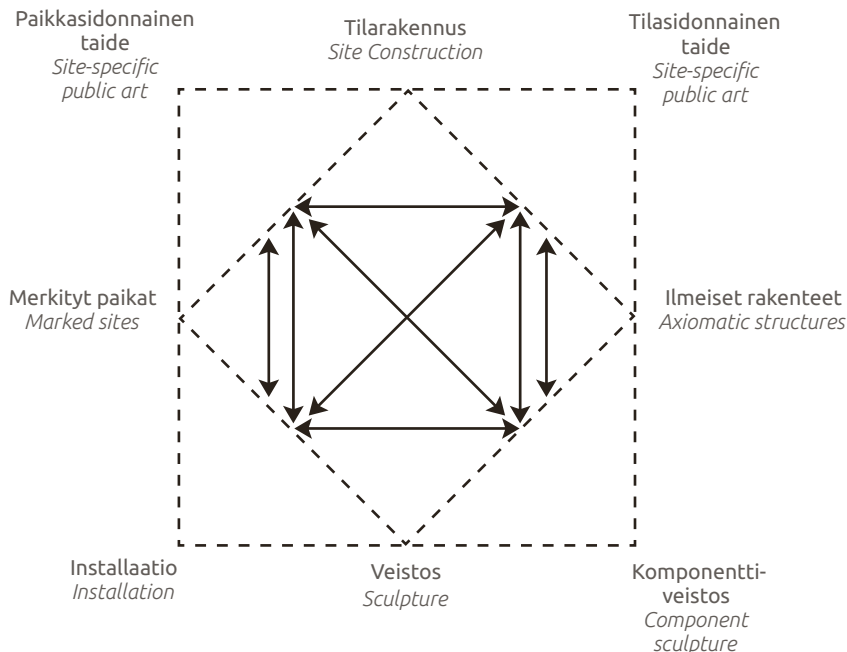 Paikkasidonnainen
taide
Site-specific
public art
Tilarakennus
Site Construction
Tilasidonnainen
taide
Site-specific
public art
Merkityt paikat
Marked sites
Ilmeiset rakenteet
Axiomatic structures
Installaatio
Installation
Veistos
Sculpture
Komponentti-
veistos
Component
sculpture